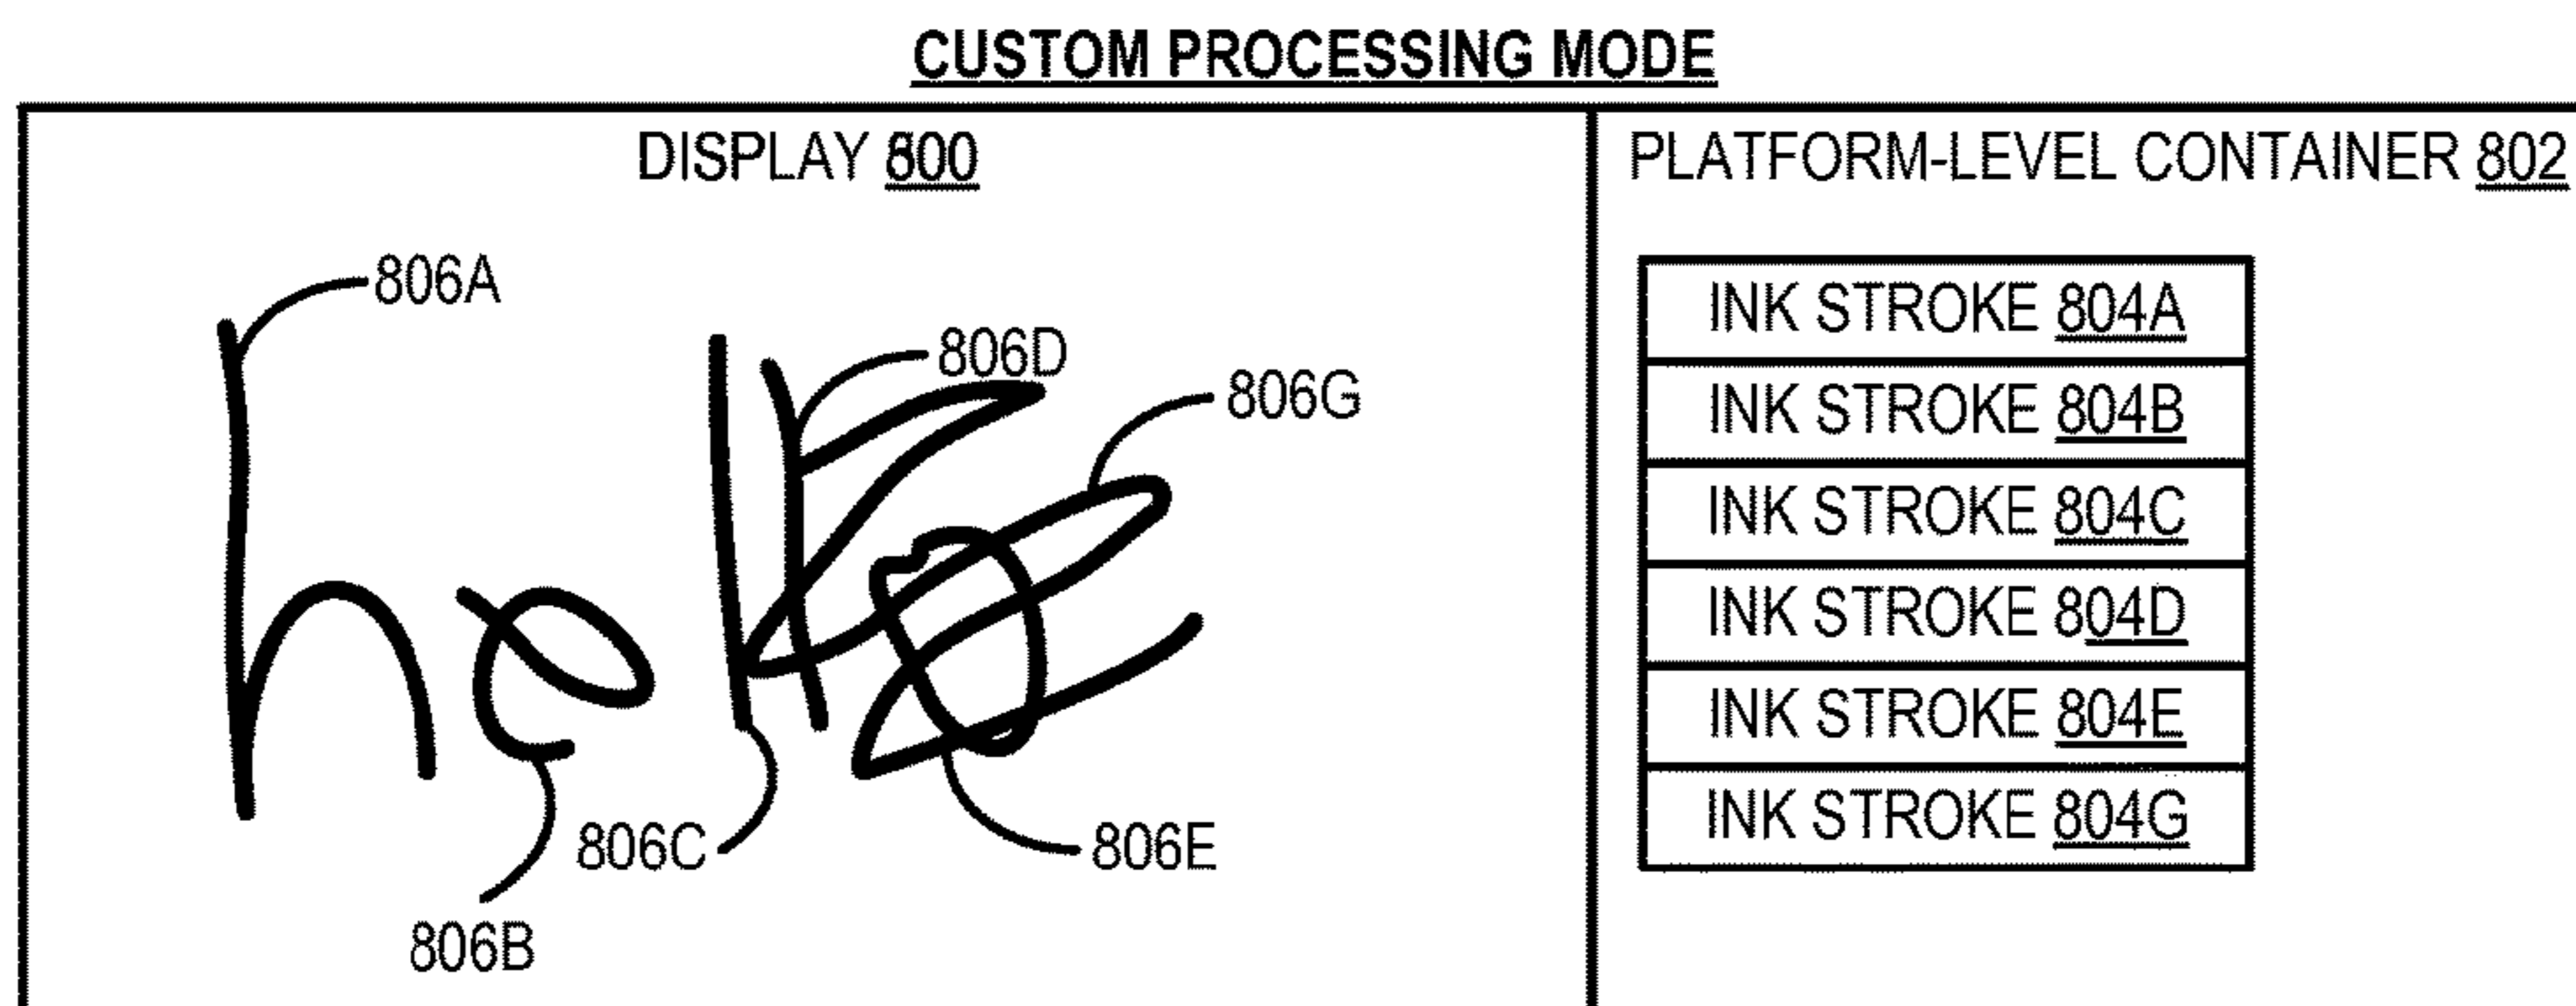 CUSTOM PROCESSING MODE
DISPLAY 800
PLATFORM-LEVEL CONTAINER 802
806A
806D
806G
hello
806C
806E
806B
INK STROKE 804A
INK STROKE 804B
INK STROKE 804C
INK STROKE 804D
INK STROKE 804E
INK STROKE 804G